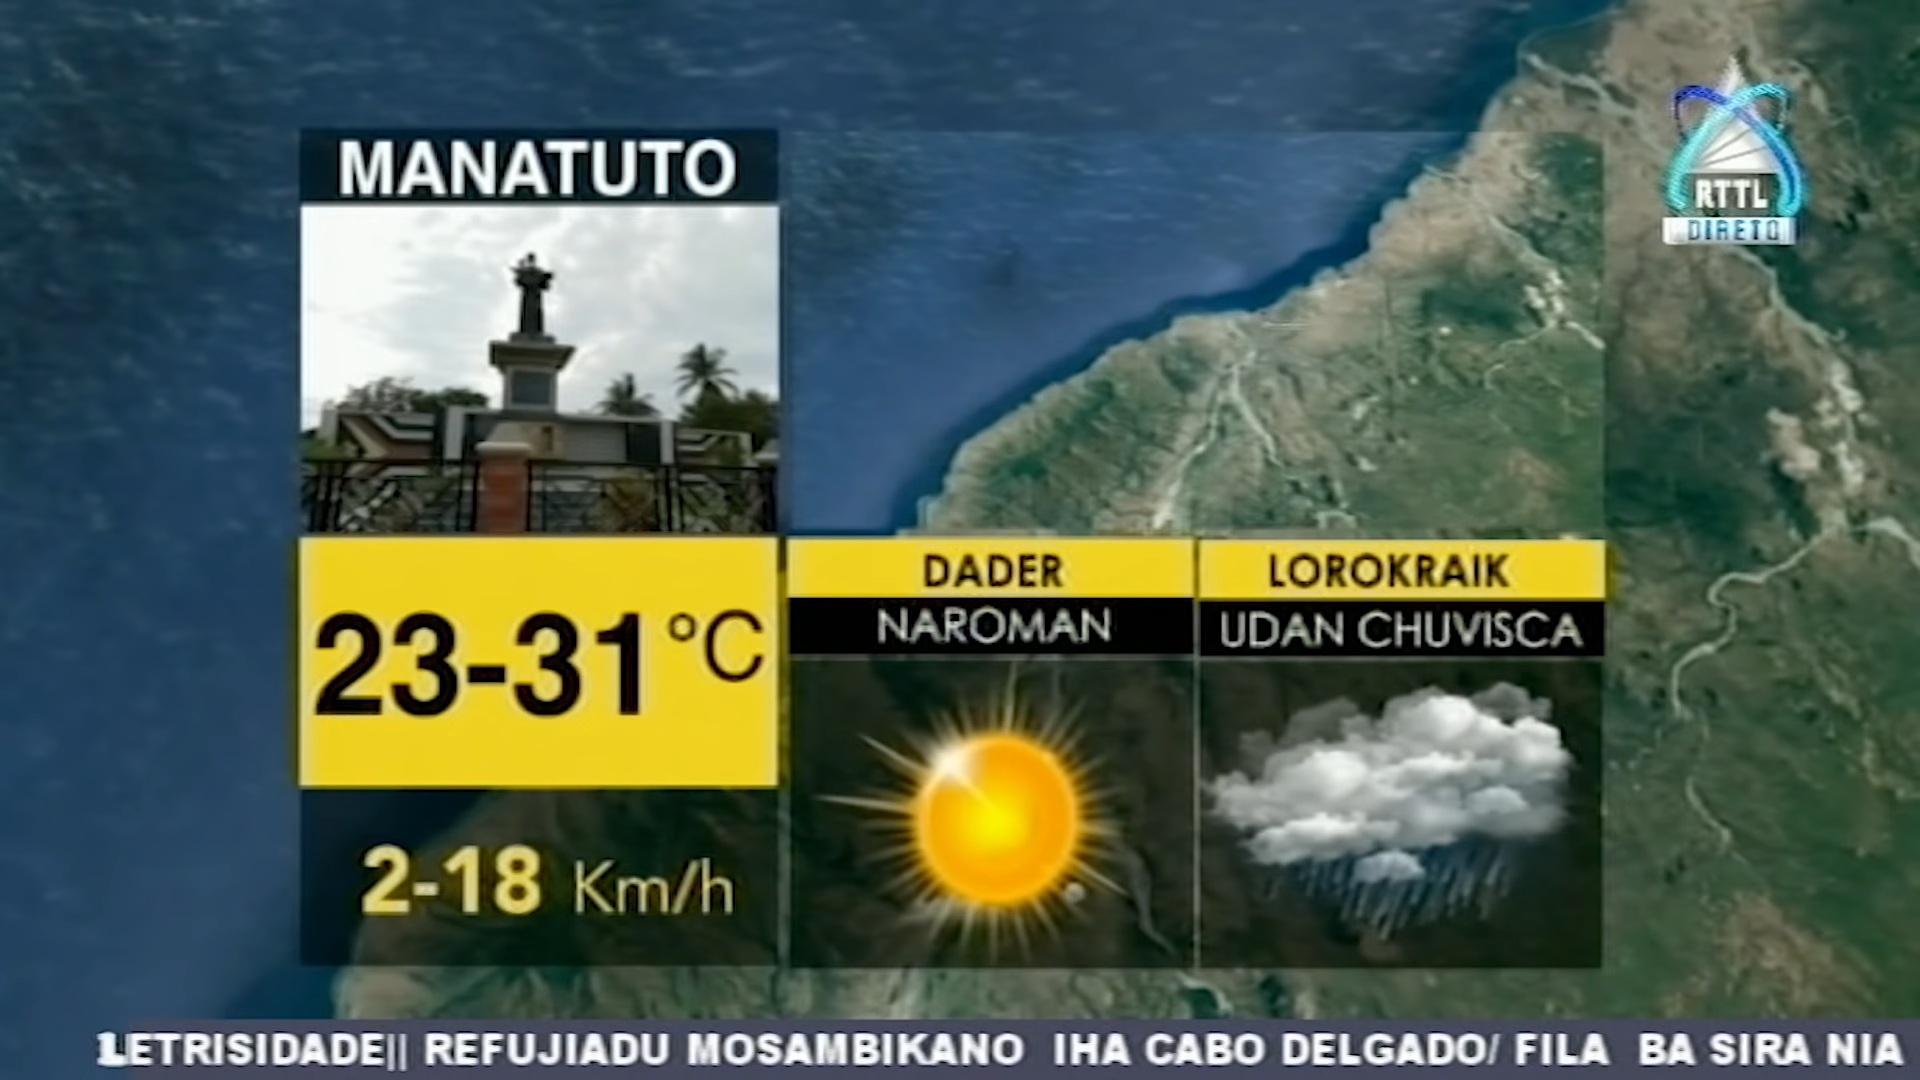 MANATUTO
RTTL
DIRETO
23-31°C
DADER
NAROMAN
LOROKRAIK
UDAN CHUVISCA
2-18 Km/h
LETRISIDADE|| REFUJIADU MOSAMBIKANO IHA CABO DELGADO/ FILA BA SIRA NIA